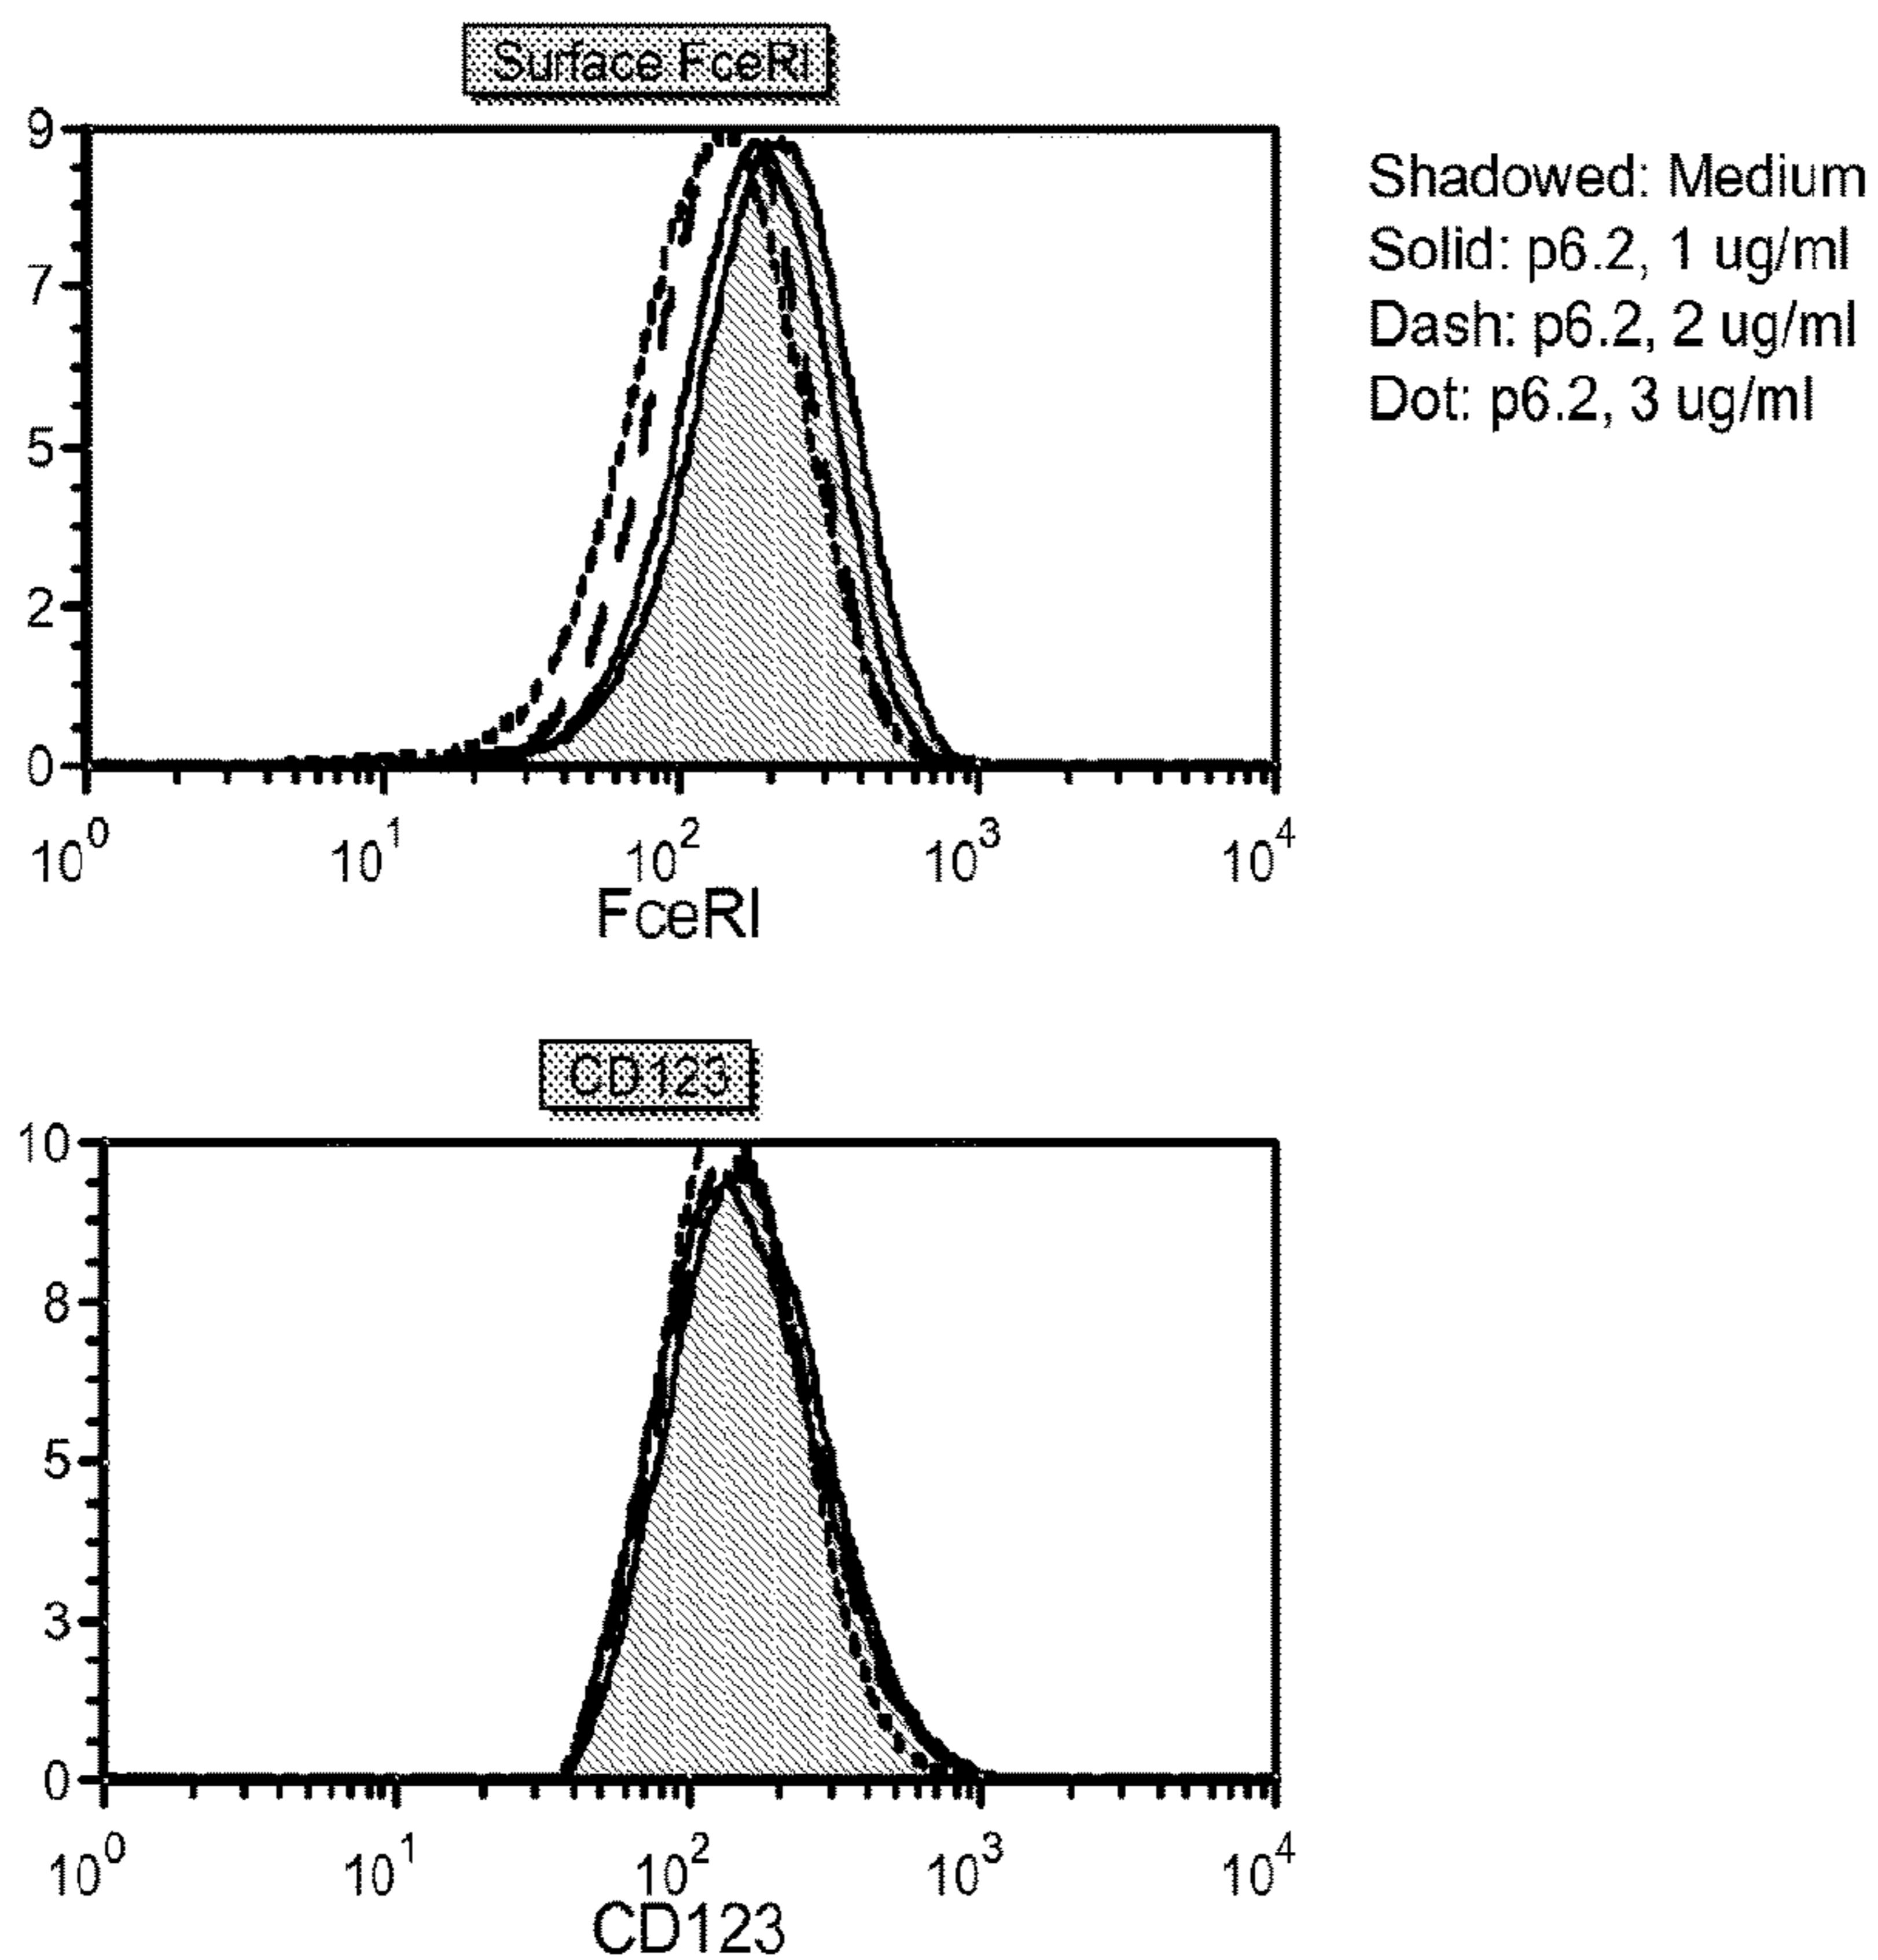 Surface FceRI
9
7
5
2
0
10^0 10^1 10^2 10^3 10^4
FceRI
Shadowed: Medium
Solid: p6.2, 1 ug/ml
Dash: p6.2, 2 ug/ml
Dot: p6.2, 3 ug/ml
CD123
10
8
5
3
0
10^0 10^1 10^2 10^3 10^4
CD123